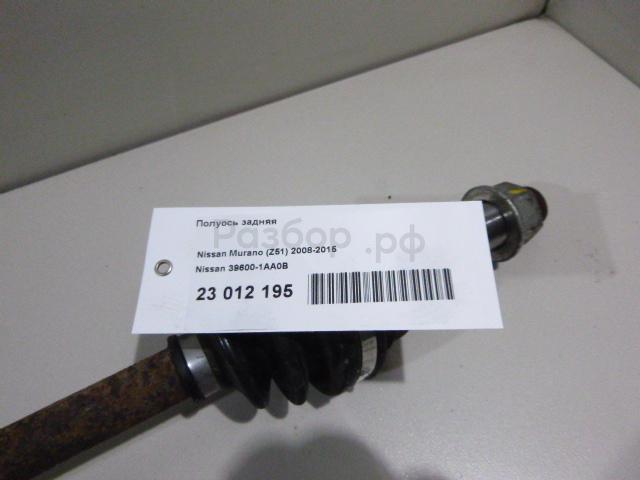 Полуось задняя
Разбор.рф
Nissan Murano (Z51) 2008-2015
Nissan 39600-1AA0B
23 012 195